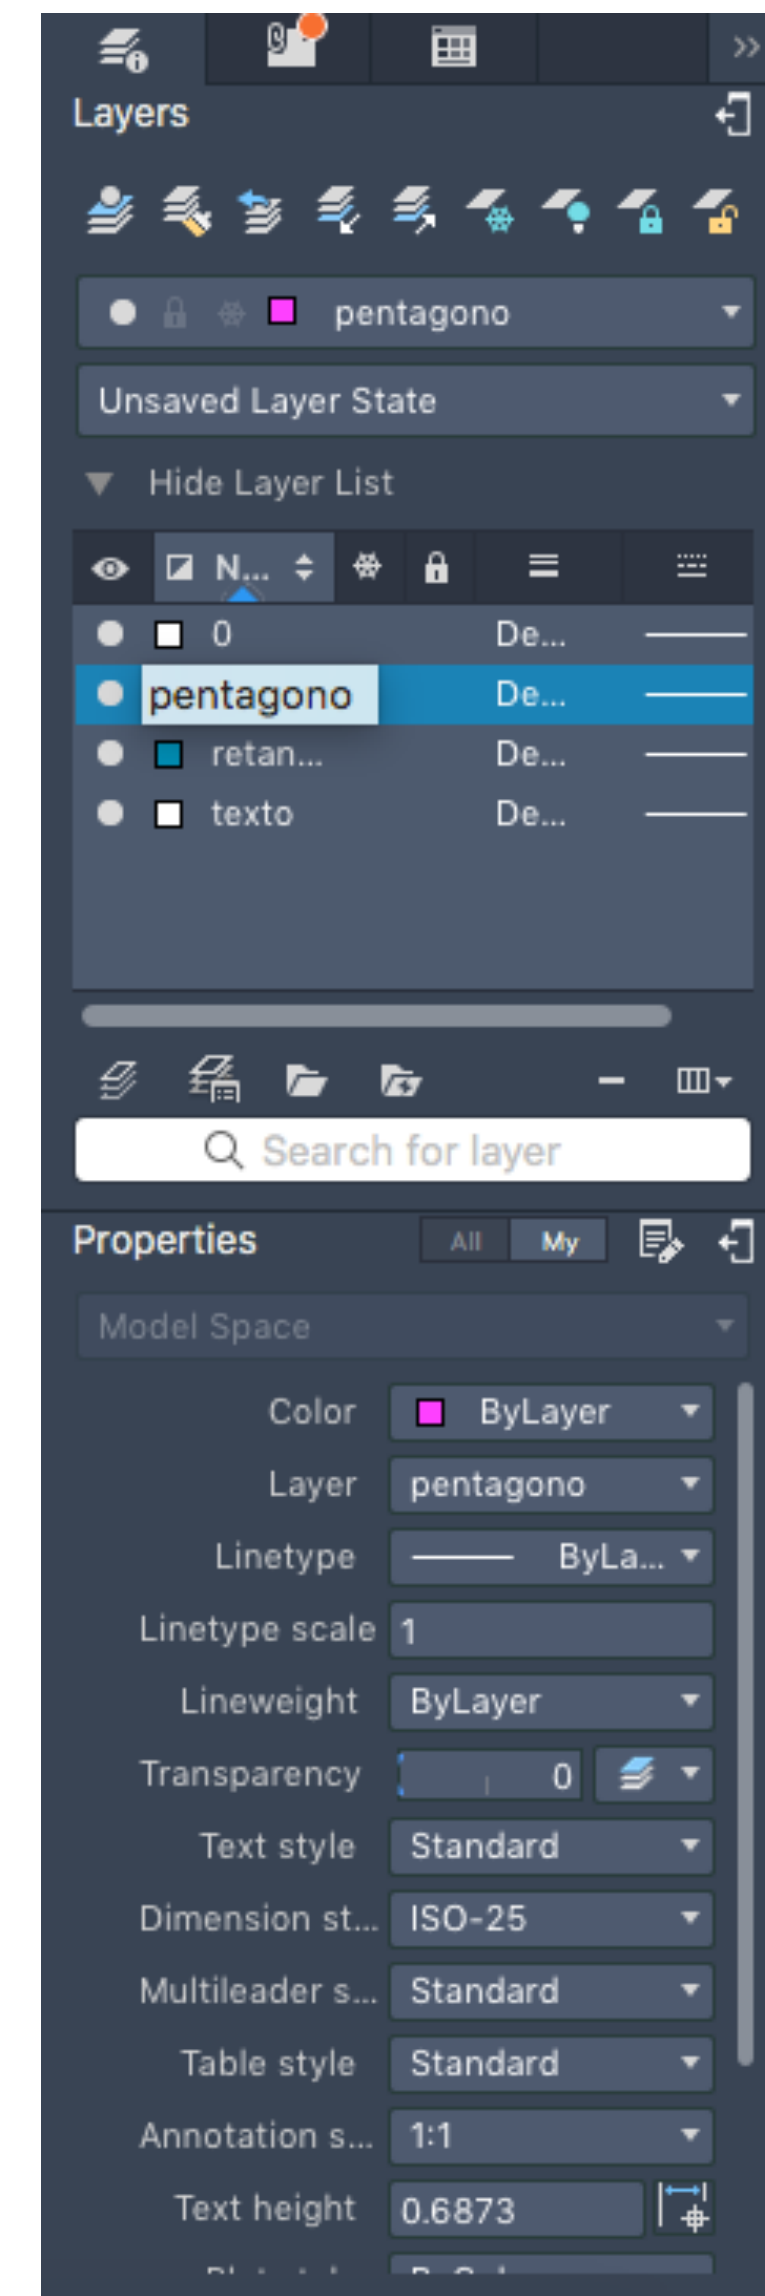 Layers
pentagono
Unsaved Layer State
Hide Layer List
N...
0 De...
pentagono De...
retan... De...
texto De...
Search for layer
Properties All My
Model Space
Color ByLayer
Layer pentagono
Linetype ByLa...
Linetype scale 1
Lineweight ByLayer
Transparency 0
Text style Standard
Dimension st... ISO-25
Multileader s... Standard
Table style Standard
Annotation s... 1:1
Text height 0.6873